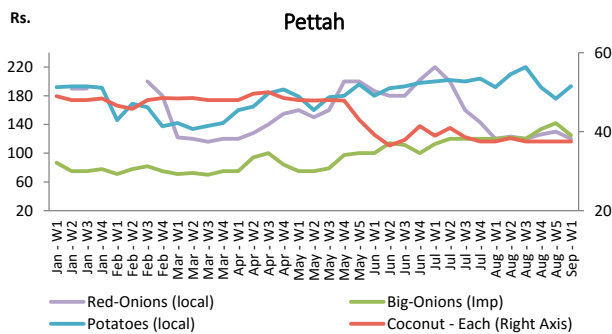 Rs.
Pettah
220
180
140
100
60
20
60
40
20
Jan - W1
Jan - W2
Jan - W3
Jan - W4
Feb - W1
Feb - W2
Feb - W3
Feb - W4
Mar - W1
Mar - W2
Mar - W3
Mar - W4
Apr - W1
Apr - W2
Apr - W3
Apr - W4
May - W1
May - W2
May - W3
May - W4
May - W5
Jun - W1
Jun - W2
Jun - W3
Jun - W4
Jul - W1
Jul - W2
Jul - W3
Jul - W4
Aug - W1
Aug - W2
Aug - W3
Aug - W4
Aug - W5
Sep - W1
Red-Onions (local)
Big-Onions (Imp)
Potatoes (local)
Coconut - Each (Right Axis)